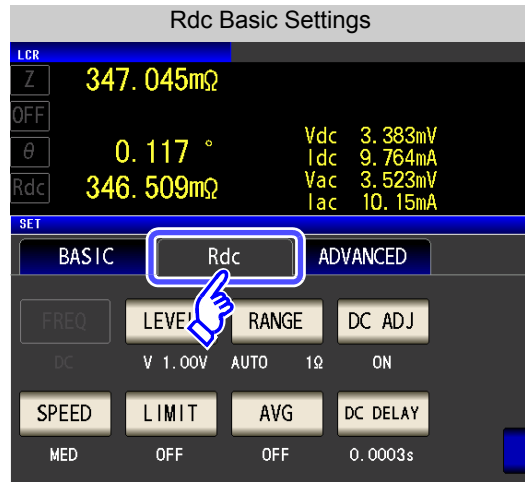 Rdc Basic Settings
LCR
Z 347.045mΩ
OFF
θ 0.117 ° Vdc 3.383mV
Idc 9.764mA
Rdc 346.509mΩ Vac 3.523mV
Iac 10.15mA
SET
BASIC Rdc ADVANCED
FREQ LEVEL RANGE DC ADJ
DC V 1.00V AUTO 1Ω ON
SPEED LIMIT AVG DC DELAY
MED OFF OFF 0.0003s